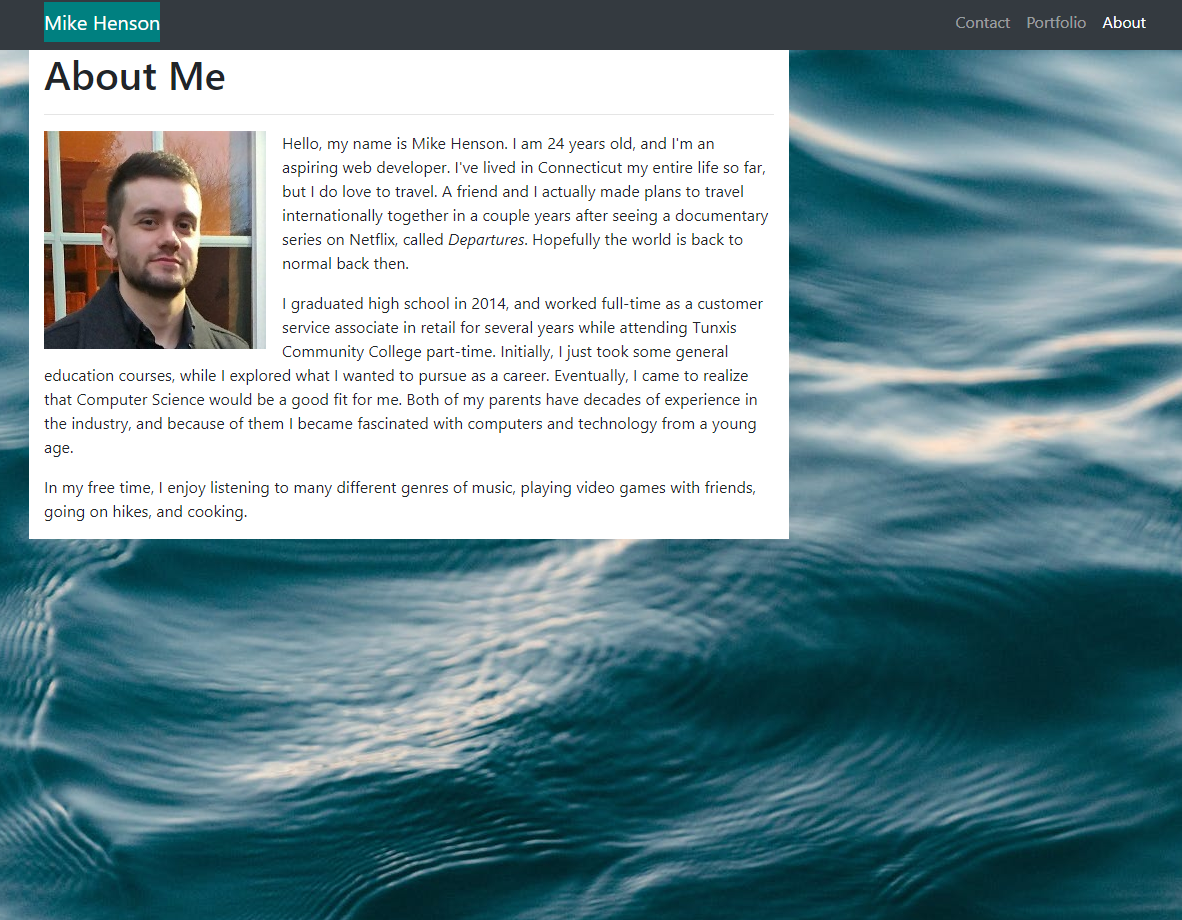 Mike Henson
Contact Portfolio About
About Me
Hello, my name is Mike Henson. I am 24 years old, and I'm an
aspiring web developer. I've lived in Connecticut my entire life so far,
but I do love to travel. A friend and I actually made plans to travel
internationally together in a couple years after seeing a documentary
series on Netflix, called Departures. Hopefully the world is back to
normal back then.
I graduated high school in 2014, and worked full-time as a customer
service associate in retail for several years while attending Tunxis
Community College part-time. Initially, I just took some general
education courses, while I explored what I wanted to pursue as a career. Eventually, I came to realize
that Computer Science would be a good fit for me. Both of my parents have decades of experience in
the industry, and because of them I became fascinated with computers and technology from a young
age.
In my free time, I enjoy listening to many different genres of music, playing video games with friends,
going on hikes, and cooking.